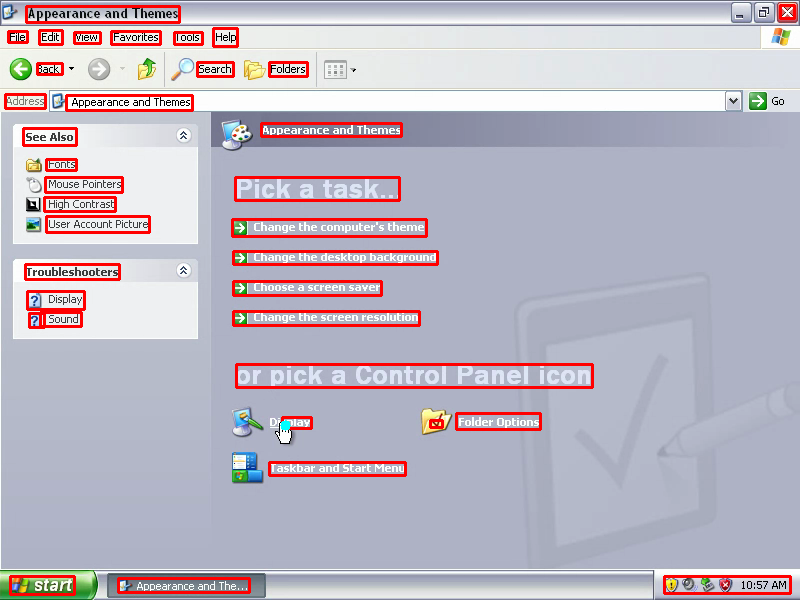 Appearance and Themes
File Edit View Favorites Tools Help
Back Search Folders
Address Appearance and Themes Go
See Also
Fonts
Mouse Pointers
High Contrast
User Account Picture
Troubleshooters
Display
Sound
Appearance and Themes
Pick a task...
Change the computer's theme
Change the desktop background
Choose a screen saver
Change the screen resolution
or pick a Control Panel icon
Display Folder Options
Taskbar and Start Menu
start Appearance and The... 10:57 AM